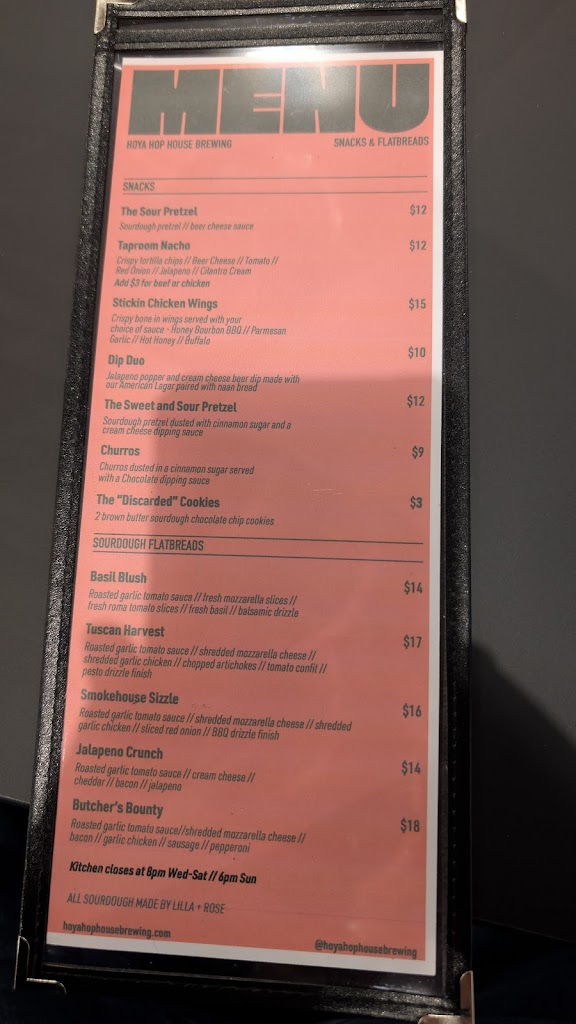 MENU
HOYA HOP HOUSE BREWING SNACKS & FLATBREADS
SNACKS
The Sour Pretzel $12
Sourdough pretzel // beer cheese sauce
Taproom Nacho $12
Crispy tortilla chips // Beer Cheese // Tomato //
Red Onion // Jalapeno // Cilantro Cream
Add $3 for beef or chicken
Stickin Chicken Wings $15
Crispy bone in wings served with your
choice of sauce - Honey Bourbon BBQ // Parmesan
Garlic // Hot Honey // Buffalo
Dip Duo $10
Jalapeno popper and cream cheese beer dip made with
our American Lager paired with naan bread
The Sweet and Sour Pretzel $12
Sourdough pretzel dusted with cinnamon sugar and a
cream cheese dipping sauce
Churros $9
Churros dusted in a cinnamon sugar served
with a Chocolate dipping sauce
The "Discarded" Cookies $3
2 brown butter sourdough chocolate chip cookies
SOURDOUGH FLATBREADS
Basil Blush $14
Roasted garlic tomato sauce // fresh mozzarella slices //
fresh roma tomato slices // fresh basil // balsamic drizzle
Tuscan Harvest $17
Roasted garlic tomato sauce // shredded mozzarella cheese //
shredded garlic chicken // chopped artichokes // tomato confit //
pesto drizzle finish
Smokehouse Sizzle $16
Roasted garlic tomato sauce // shredded mozzarella cheese // shredded
garlic chicken // sliced red onion // BBQ drizzle finish
Jalapeno Crunch $14
Roasted garlic tomato sauce // cream cheese //
cheddar // bacon // jalapeno
Butcher's Bounty $18
Roasted garlic tomato sauce//shredded mozzarella cheese //
bacon // garlic chicken // sausage // pepperoni
Kitchen closes at 8pm Wed-Sat // 6pm Sun
ALL SOURDOUGH MADE BY LILLA + ROSE
hoyahophousebrewing.com @hoyahophousebrewing